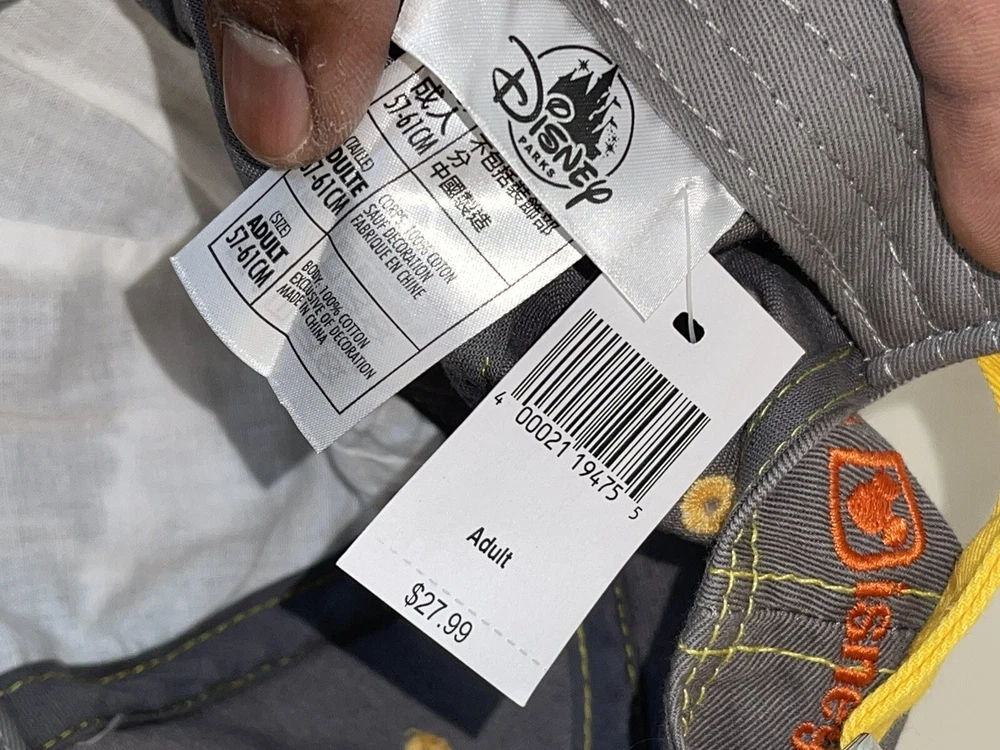 Disney
PARKS
成人
57-61CM
不包括裝飾部
分
中國製造
(TAILLE)
57-61CM
CORPS: 100% COTON
SAUF DECORATION
FABRIQUE EN CHINE
(SIZE)
ADULT
57-61CM
BODY: 100% COTTON
EXCLUSIVE OF DECORATION
MADE IN CHINA
4 00021 19475 5
Adult
$27.99